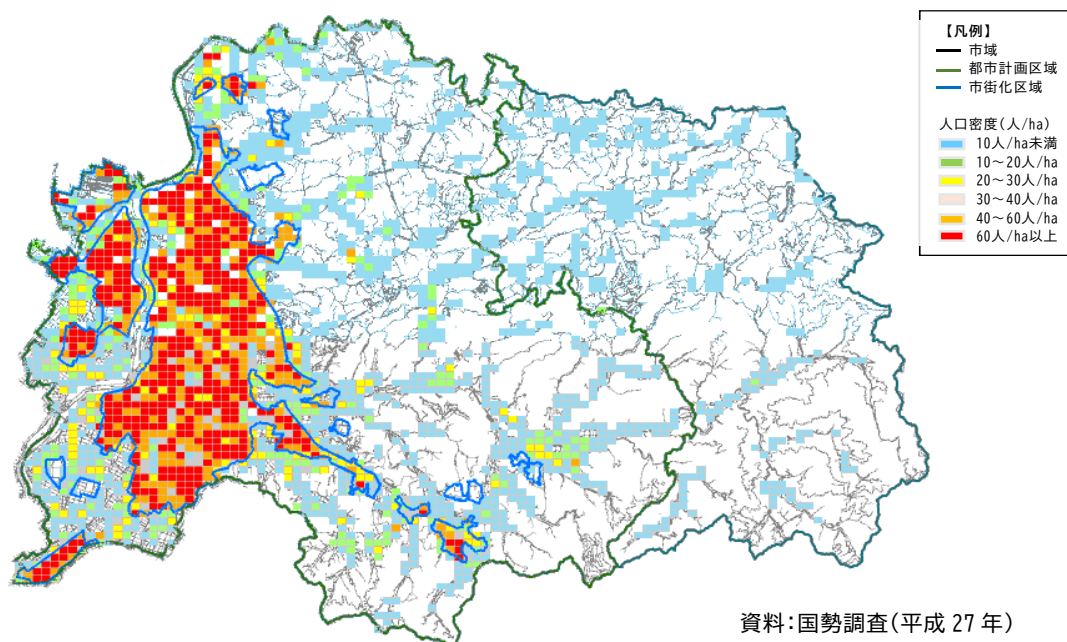 【凡例】
市域
都市計画区域
市街化区域
人口密度(人/ha)
10人/ha未満
10～20人/ha
20～30人/ha
30～40人/ha
40～60人/ha
60人/ha以上
資料:国勢調査(平成 27 年)